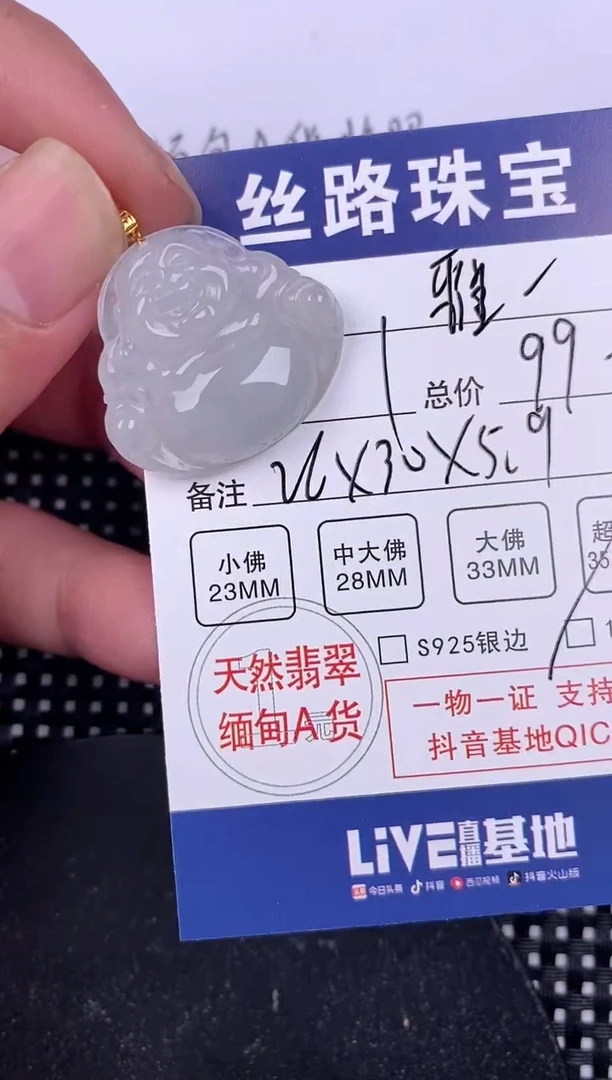 丝路珠宝
雅
1 总价 99
备注 26X30X5.9
小佛 中大佛 大佛 超
23MM 28MM 33MM 35
S925银边
天然翡翠 一物一证 支持
缅甸A货 抖音基地QIC
LiVE直播基地
今日头条 抖音 西瓜视频 抖音火山版